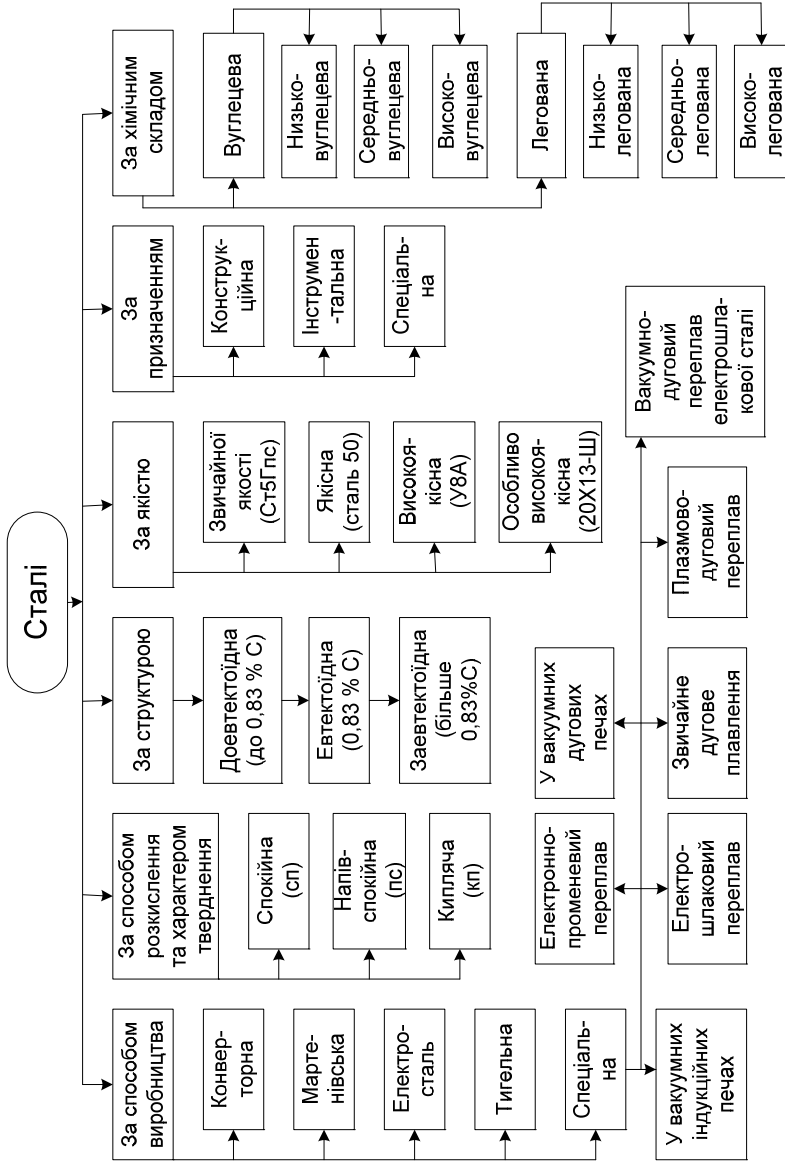 Сталі
За способом
виробництва
Конвер-
торна
Марте-
нівська
Електро-
сталь
Тигельна
Спеціаль-
на
За способом
розкислення
та характером
тверднення
Спокійна
(сп)
Напів-
спокійна
(пс)
Кипляча
(кп)
За структурою
Доевтектоїдна
(до 0,83 % С)
Евтектоїдна
(0,83 % С)
Заевтектоїдна
(більше
0,83%С)
За якістю
Звичайної
якості
(Ст5Гпс)
Якісна
(сталь 50)
Високоя-
кісна
(У8А)
Особливо
високоя-
кісна
(20Х13-Ш)
За
призначенням
Конструк-
ційна
Інструмен
-тальна
Спеціаль-
на
За хімічним
складом
Вуглецева
Низько-
вуглецева
Середньо-
вуглецева
Високо-
вуглецева
Легована
Низько-
легована
Середньо-
легована
Високо-
легована
У вакуумних
індукційних
печах
Електронно-
променевий
переплав
Електро-
шлаковий
переплав
У вакуумних
дугових
печах
Звичайне
дугове
плавлення
Плазмово-
дуговий
переплав
Вакуумно-
дуговий
переплав
електрошла-
кової сталі